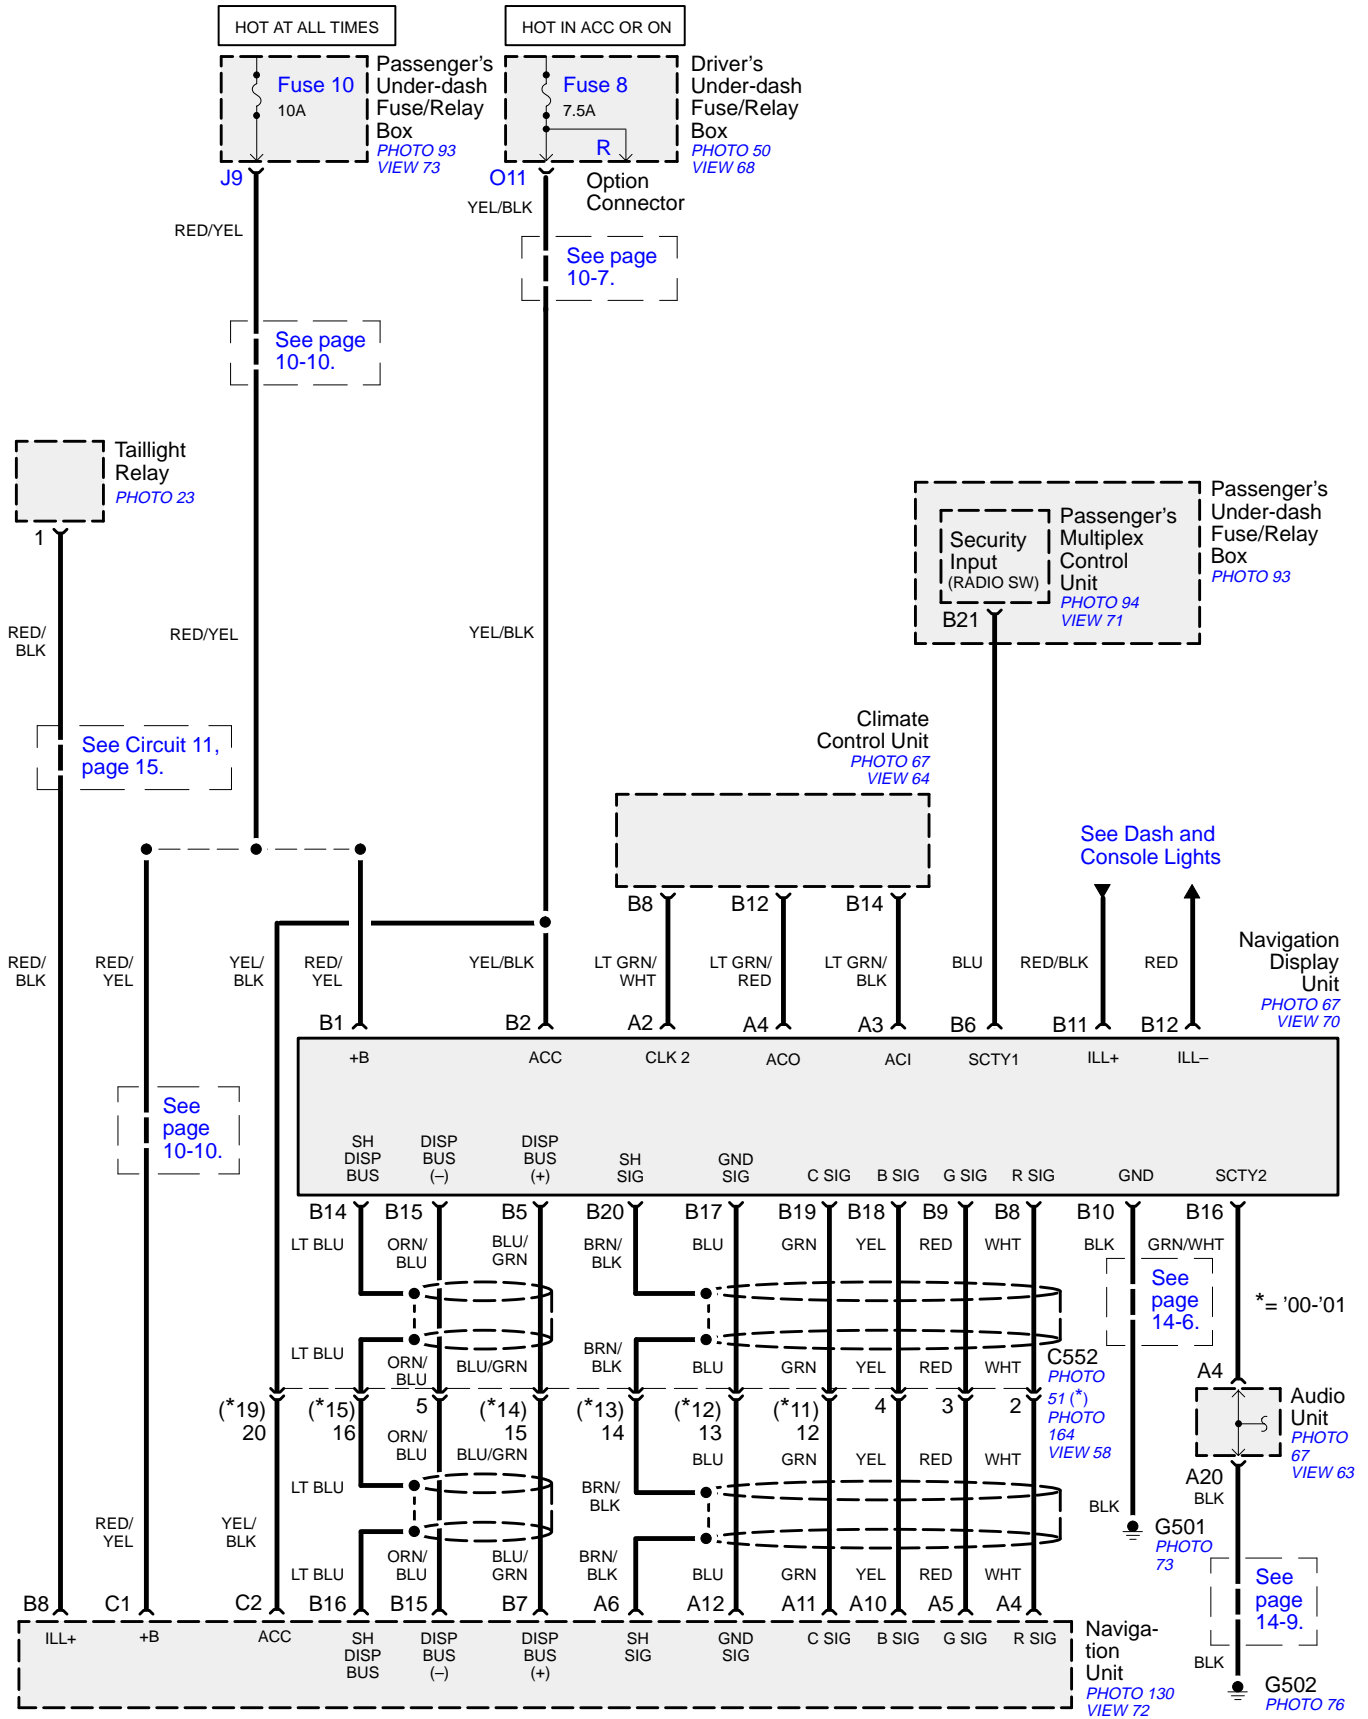 HOT AT ALL TIMES
HOT IN ACC OR ON
Fuse 10
10A
Passenger's
Under-dash
Fuse/Relay
Box
PHOTO 93
VIEW 73
Fuse 8
7.5A
R
Driver's
Under-dash
Fuse/Relay
Box
PHOTO 50
VIEW 68
J9
O11
Option
Connector
YEL/BLK
RED/YEL
See page
10-7.
See page
10-10.
Taillight
Relay
PHOTO 23
1
Security
Input
(RADIO SW)
Passenger's
Multiplex
Control
Unit
PHOTO 94
VIEW 71
Passenger's
Under-dash
Fuse/Relay
Box
PHOTO 93
B21
RED/
BLK
RED/YEL
YEL/BLK
See Circuit 11,
page 15.
Climate
Control Unit
PHOTO 67
VIEW 64
See Dash and
Console Lights
B8
B12
B14
RED/
BLK
RED/
YEL
YEL/
BLK
RED/
YEL
YEL/BLK
LT GRN/
WHT
LT GRN/
RED
LT GRN/
BLK
BLU
RED/BLK
RED
Navigation
Display
Unit
PHOTO 67
VIEW 70
B1
B2
A2
A4
A3
B6
B11
B12
+B
ACC
CLK 2
ACO
ACI
SCTY1
ILL+
ILL–
See
page
10-10.
SH
DISP
BUS
DISP
BUS
(–)
DISP
BUS
(+)
SH
SIG
GND
SIG
C SIG
B SIG
G SIG
R SIG
GND
SCTY2
B14
B15
B5
B20
B17
B19
B18
B9
B8
B10
B16
LT BLU
ORN/
BLU
BLU/
GRN
BRN/
BLK
BLU
GRN
YEL
RED
WHT
BLK
GRN/WHT
See
page
14-6.
*= '00-'01
LT BLU
ORN/
BLU
BLU/GRN
BRN/
BLK
BLU
GRN
YEL
RED
WHT
C552
PHOTO
51 (*)
PHOTO
164
VIEW 58
A4
(*19)
20
(*15)
16
5
(*14)
15
(*13)
14
(*12)
13
(*11)
12
4
3
2
Audio
Unit
PHOTO
67
VIEW 63
LT BLU
ORN/
BLU
BLU/GRN
BRN/
BLK
BLU
GRN
YEL
RED
WHT
A20
BLK
BLK
G501
PHOTO
73
RED/
YEL
YEL/
BLK
LT BLU
ORN/
BLU
BLU/
GRN
BRN/
BLK
BLU
GRN
YEL
RED
WHT
See
page
14-9.
B8
C1
C2
B16
B15
B7
A6
A12
A11
A10
A5
A4
ILL+
+B
ACC
SH
DISP
BUS
DISP
BUS
(–)
DISP
BUS
(+)
SH
SIG
GND
SIG
C SIG
B SIG
G SIG
R SIG
Naviga-
tion
Unit
PHOTO 130
VIEW 72
BLK
G502
PHOTO 76